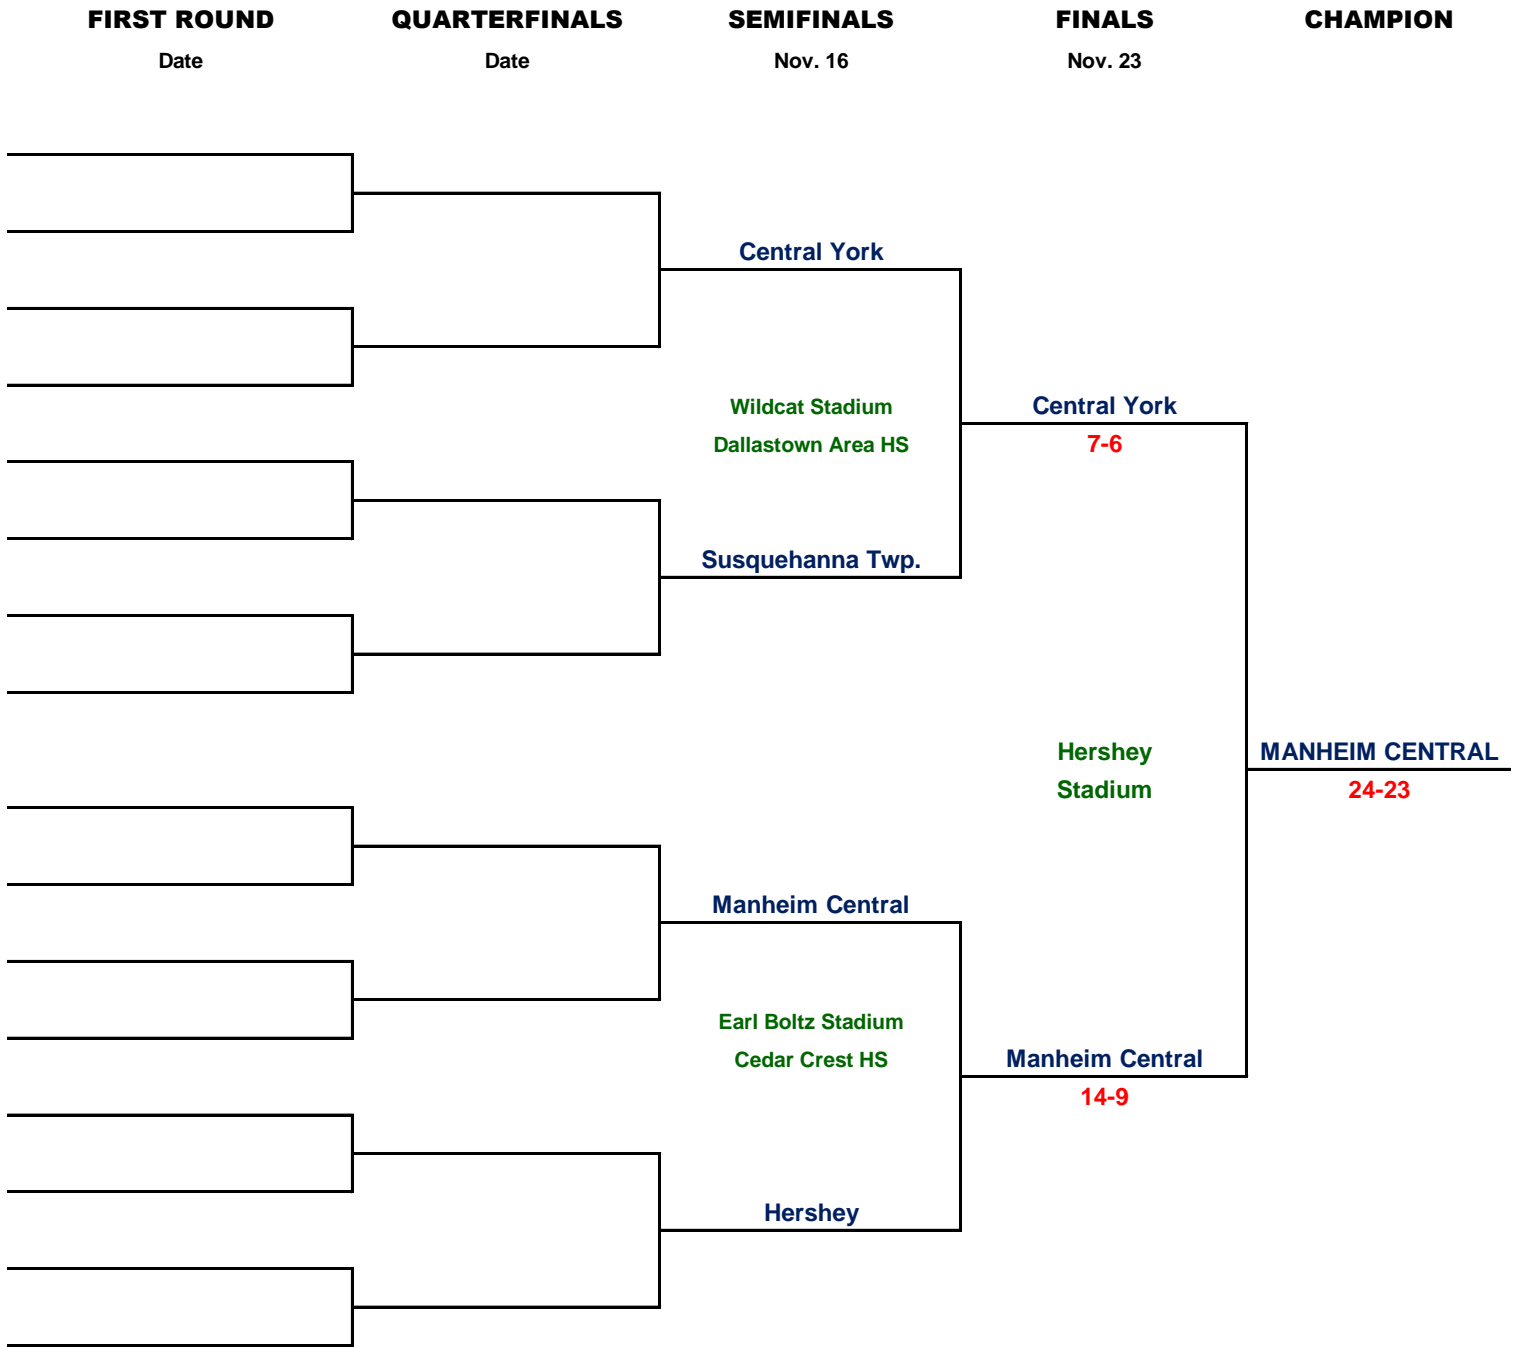 FIRST ROUND QUARTERFINALS SEMIFINALS FINALS CHAMPION
Date Date Nov. 16 Nov. 23
Central York
Wildcat Stadium
Dallastown Area HS
Central York
7-6
Susquehanna Twp.
Hershey
Stadium
MANHEIM CENTRAL
24-23
Manheim Central
Earl Boltz Stadium
Cedar Crest HS
Manheim Central
14-9
Hershey